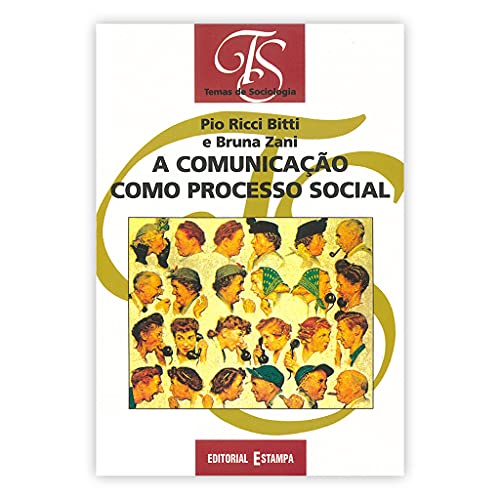 TS
Temas de Sociologia
Pio Ricci Bitti
e Bruna Zani
A COMUNICAÇÃO
COMO PROCESSO SOCIAL
EDITORIAL ESTAMPA